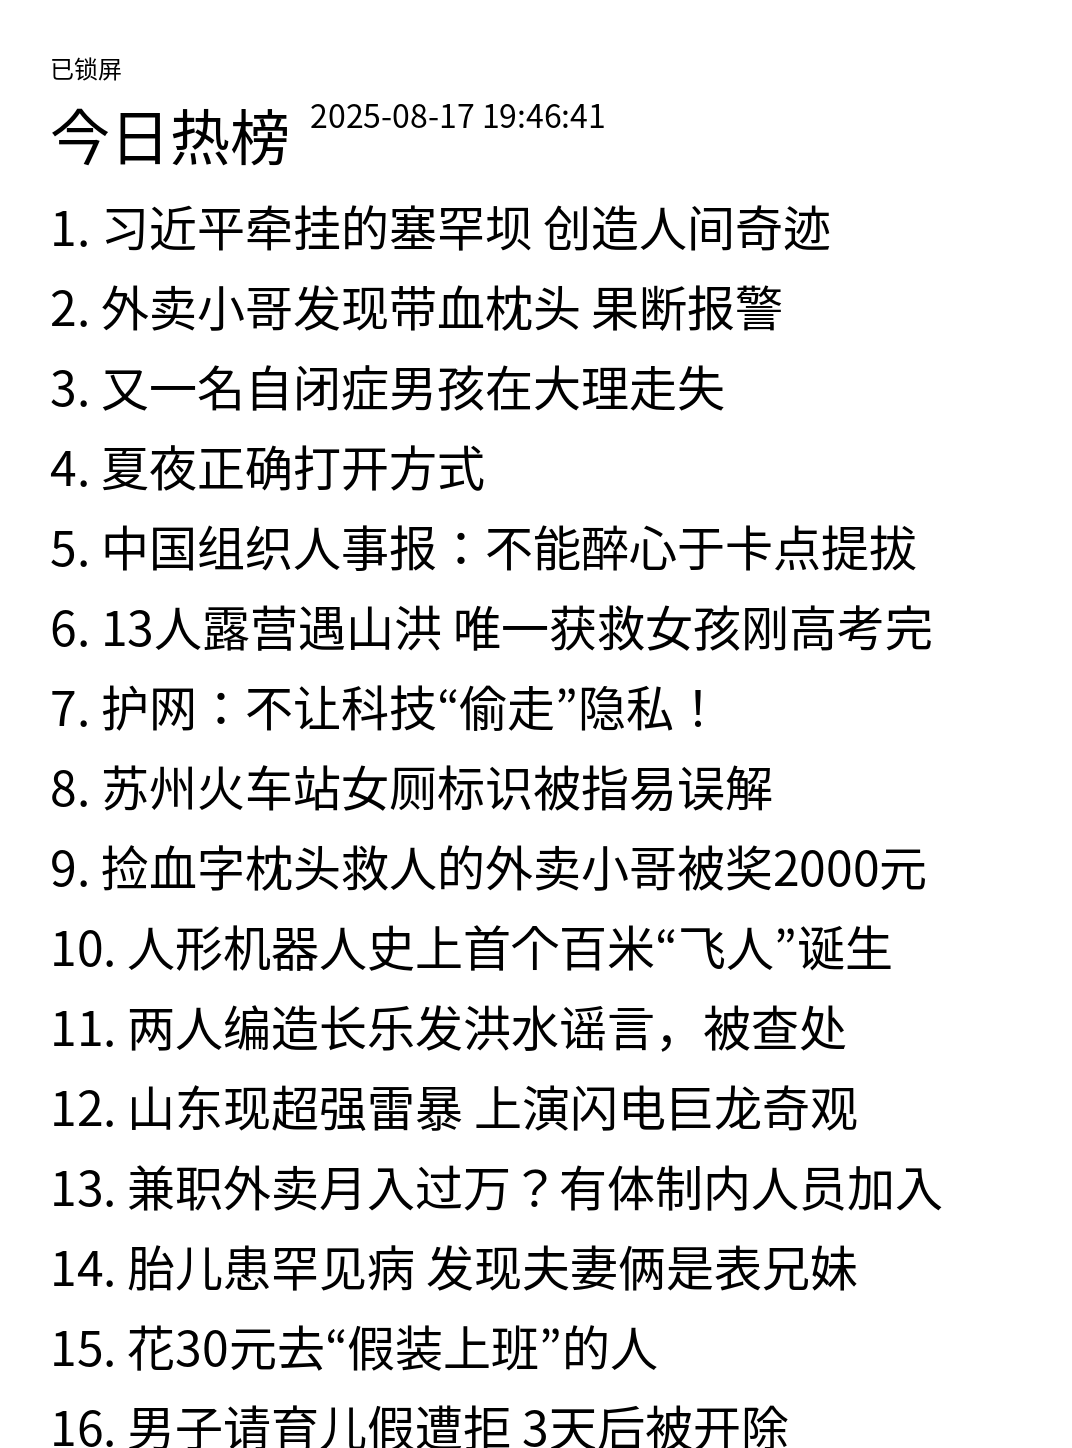 已锁屏
今日热榜 2025-08-17 19:46:41
1. 习近平牵挂的塞罕坝 创造人间奇迹
2. 外卖小哥发现带血枕头 果断报警
3. 又一名自闭症男孩在大理走失
4. 夏夜正确打开方式
5. 中国组织人事报：不能醉心于卡点提拔
6. 13人露营遇山洪 唯一获救女孩刚高考完
7. 护网：不让科技“偷走”隐私！
8. 苏州火车站女厕标识被指易误解
9. 捡血字枕头救人的外卖小哥被奖2000元
10. 人形机器人史上首个百米“飞人”诞生
11. 两人编造长乐发洪水谣言，被查处
12. 山东现超强雷暴 上演闪电巨龙奇观
13. 兼职外卖月入过万？有体制内人员加入
14. 胎儿患罕见病 发现夫妻俩是表兄妹
15. 花30元去“假装上班”的人
16. 男子请育儿假遭拒 3天后被开除